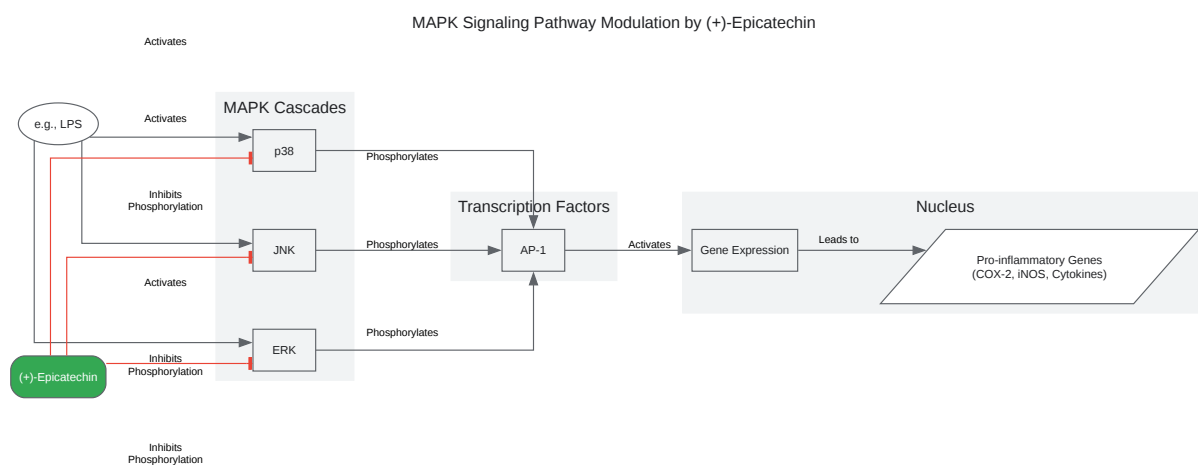 MAPK Signaling Pathway Modulation by (+)-Epicatechin
Activates
MAPK Cascades
e.g., LPS
Activates
p38
Phosphorylates
Inhibits
Phosphorylation
Transcription Factors
Nucleus
JNK
Phosphorylates
AP-1
Activates
Gene Expression
Leads to
Pro-inflammatory Genes
(COX-2, iNOS, Cytokines)
Activates
Phosphorylates
ERK
Inhibits
Phosphorylation
(+)-Epicatechin
Inhibits
Phosphorylation